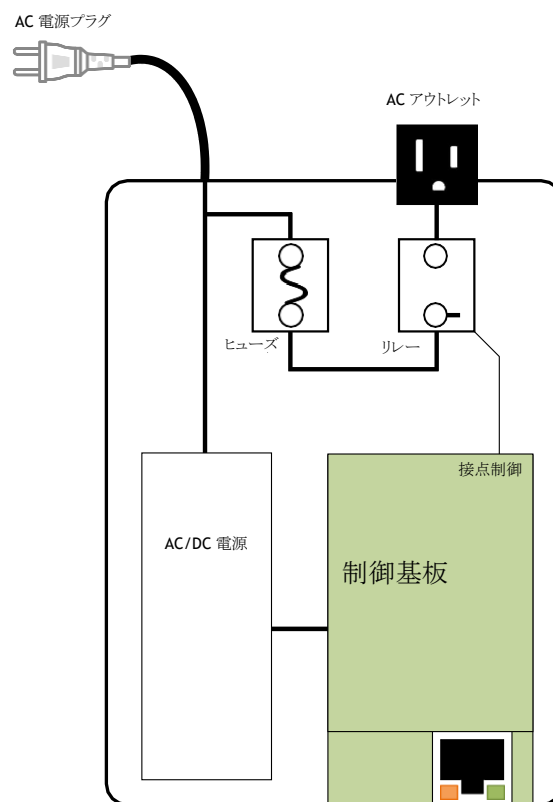 AC 電源プラグ
AC アウトレット
ヒューズ
リレー
接点制御
AC/DC 電源
制御基板